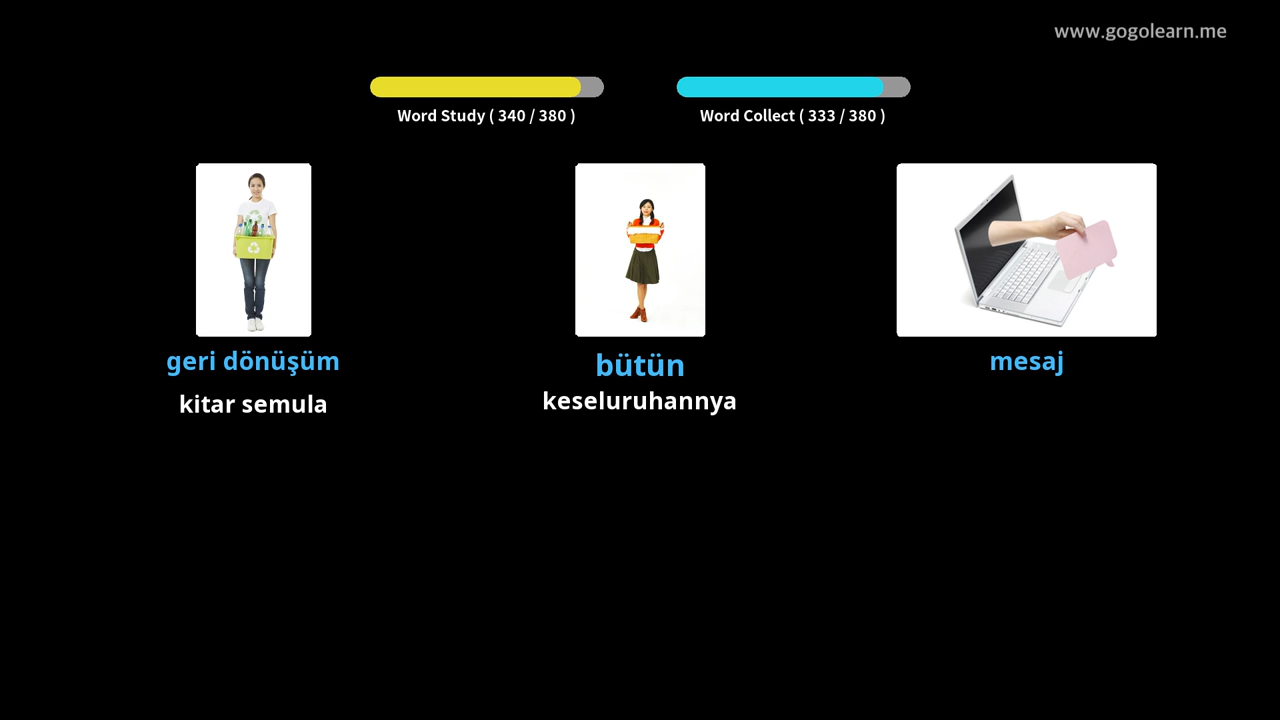 www.gogolearn.me
Word Study ( 340 / 380 )
Word Collect ( 333 / 380 )
geri dönüşüm
kitar semula
bütün
keseluruhannya
mesaj